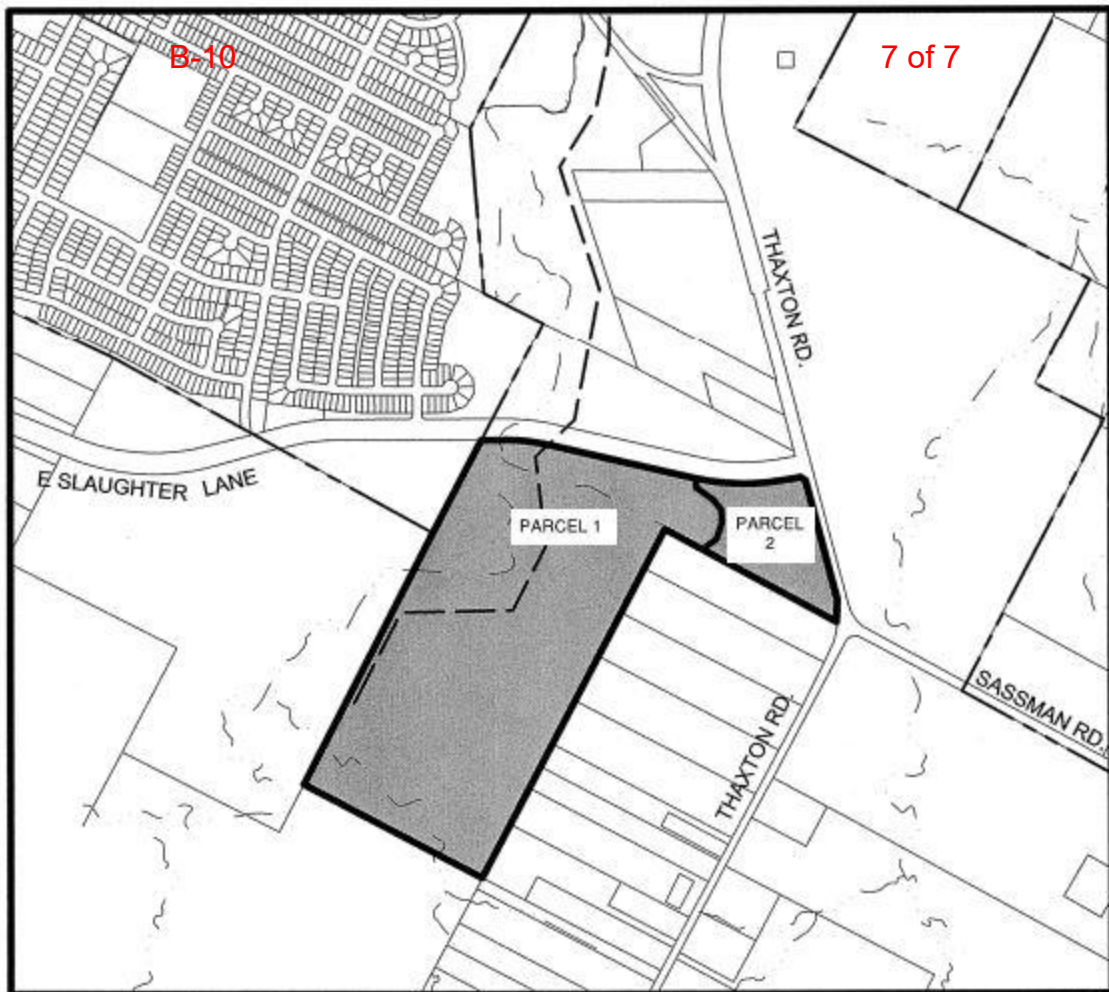 B-10
7 of 7
THAXTON RD.
E SLAUGHTER LANE
PARCEL 1
PARCEL
2
SASSMAN RD.
THAXTON RD.